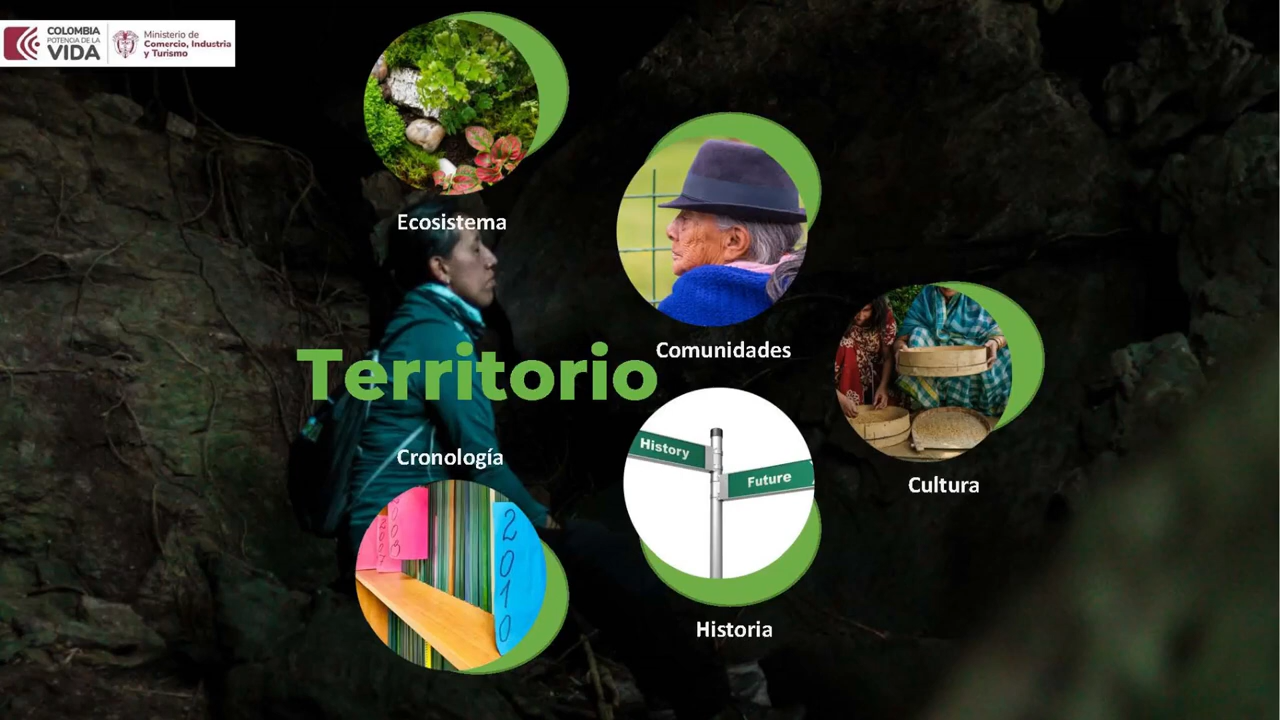 COLOMBIA
POTENCIA DE LA
VIDA
Ministerio de
Comercio, Industria
y Turismo
Ecosistema
Comunidades
Territorio
History
Future
Cronología
Cultura
2003
2010
Historia